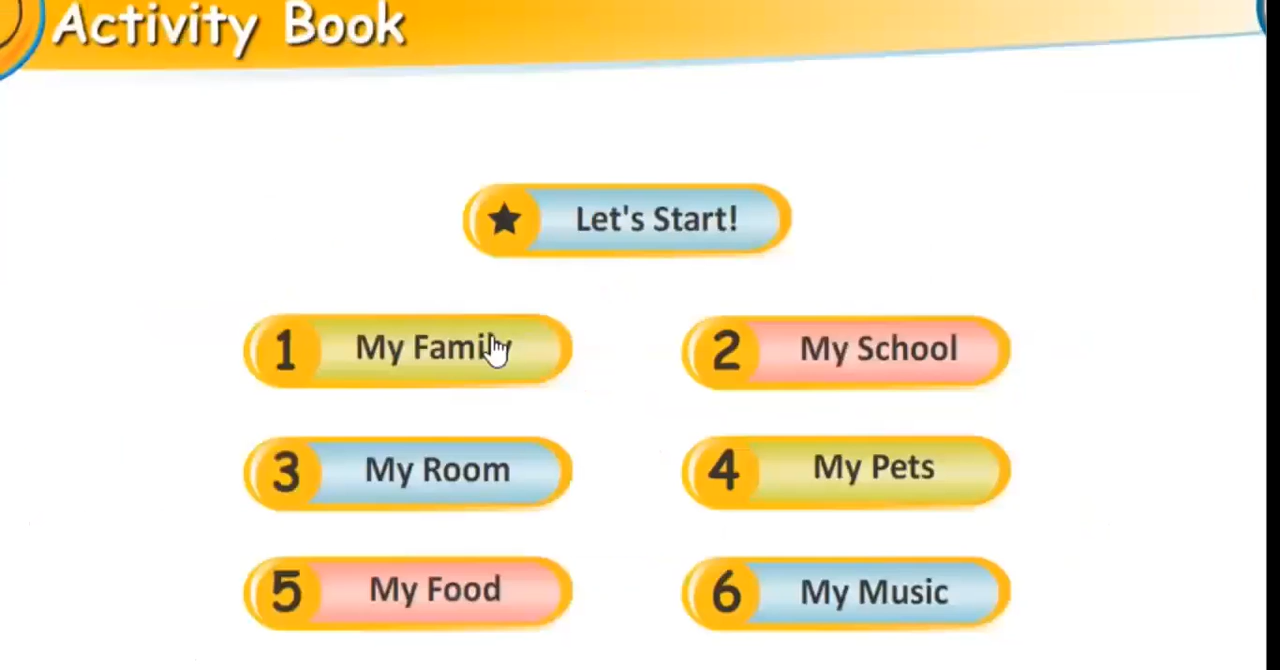 Activity Book
Let's Start!
1 My Family
2 My School
3 My Room
4 My Pets
5 My Food
6 My Music